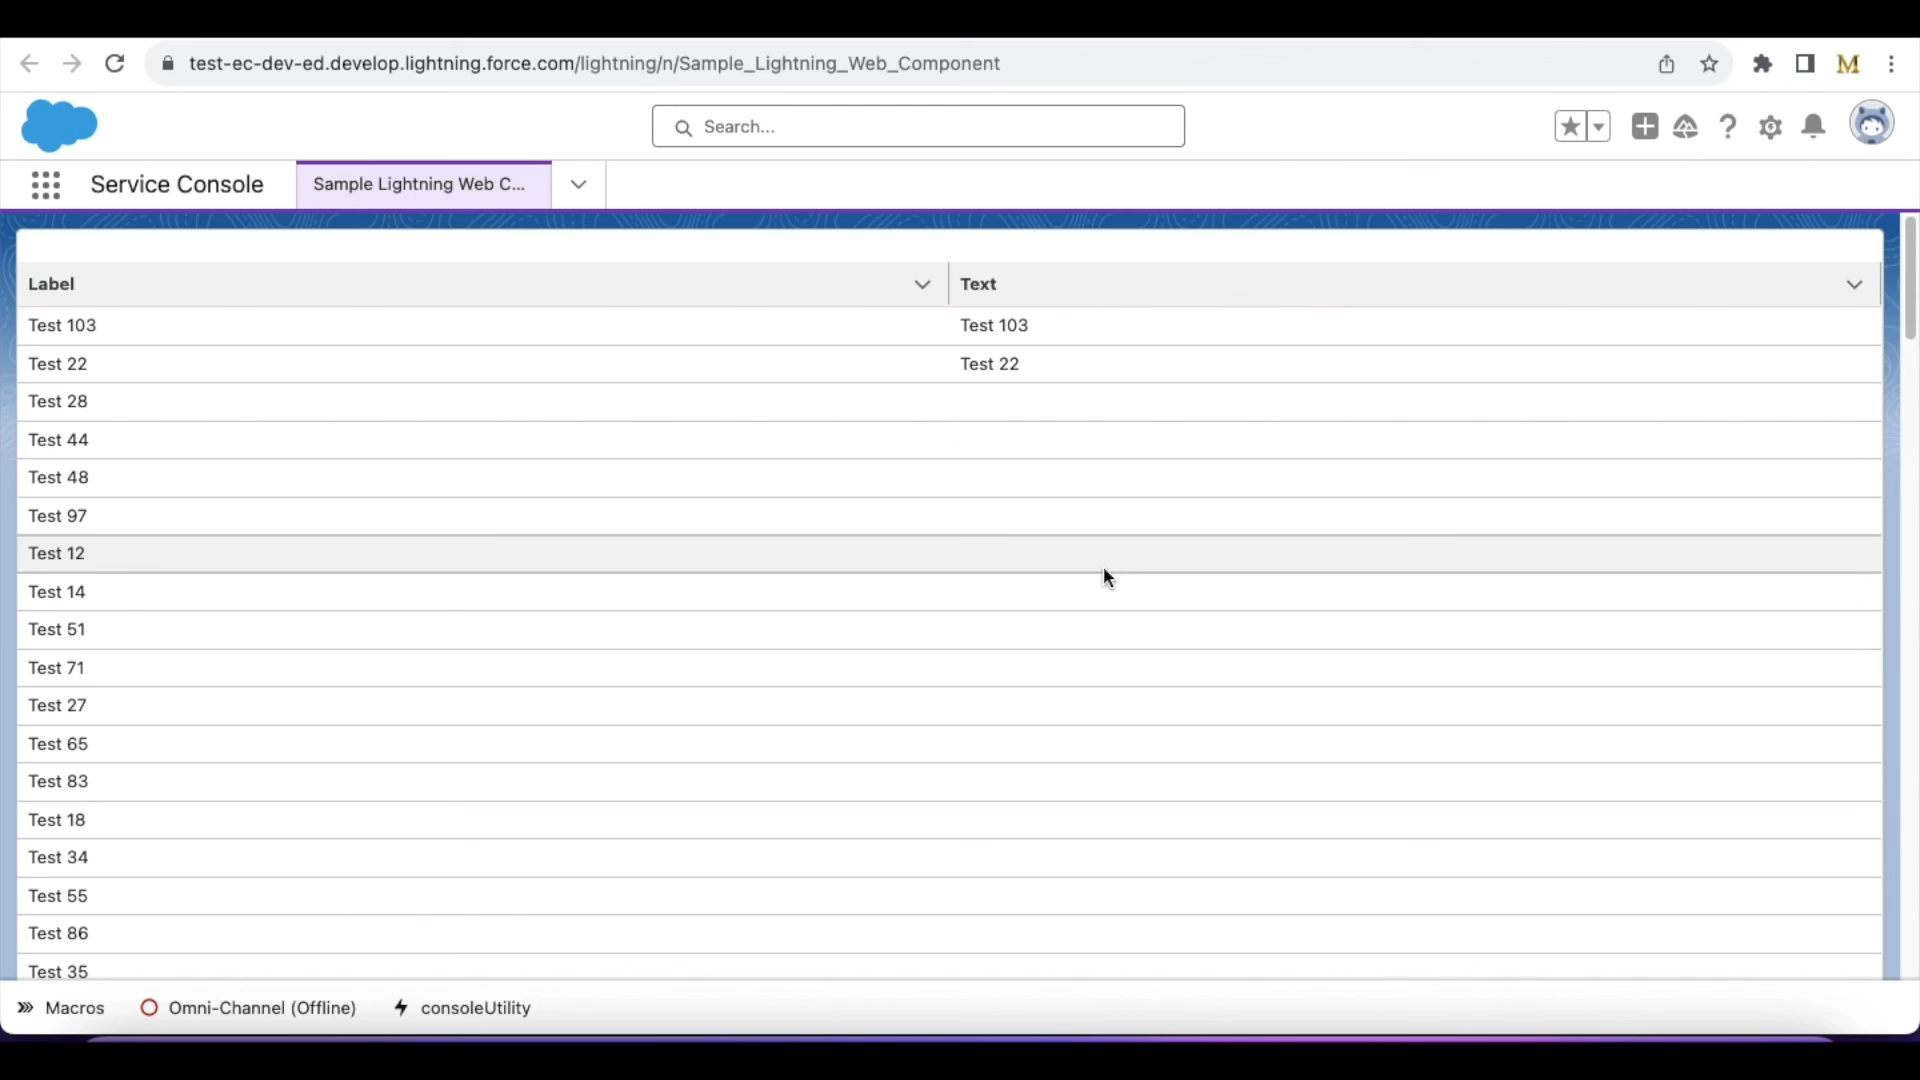 test-ec-dev-ed.develop.lightning.force.com/lightning/n/Sample_Lightning_Web_Component
M
Search...
Service Console
Sample Lightning Web C...
Label Text
Test 103 Test 103
Test 22 Test 22
Test 28
Test 44
Test 48
Test 97
Test 12
Test 14
Test 51
Test 71
Test 27
Test 65
Test 83
Test 18
Test 34
Test 55
Test 86
Test 35
Macros Omni-Channel (Offline) consoleUtility